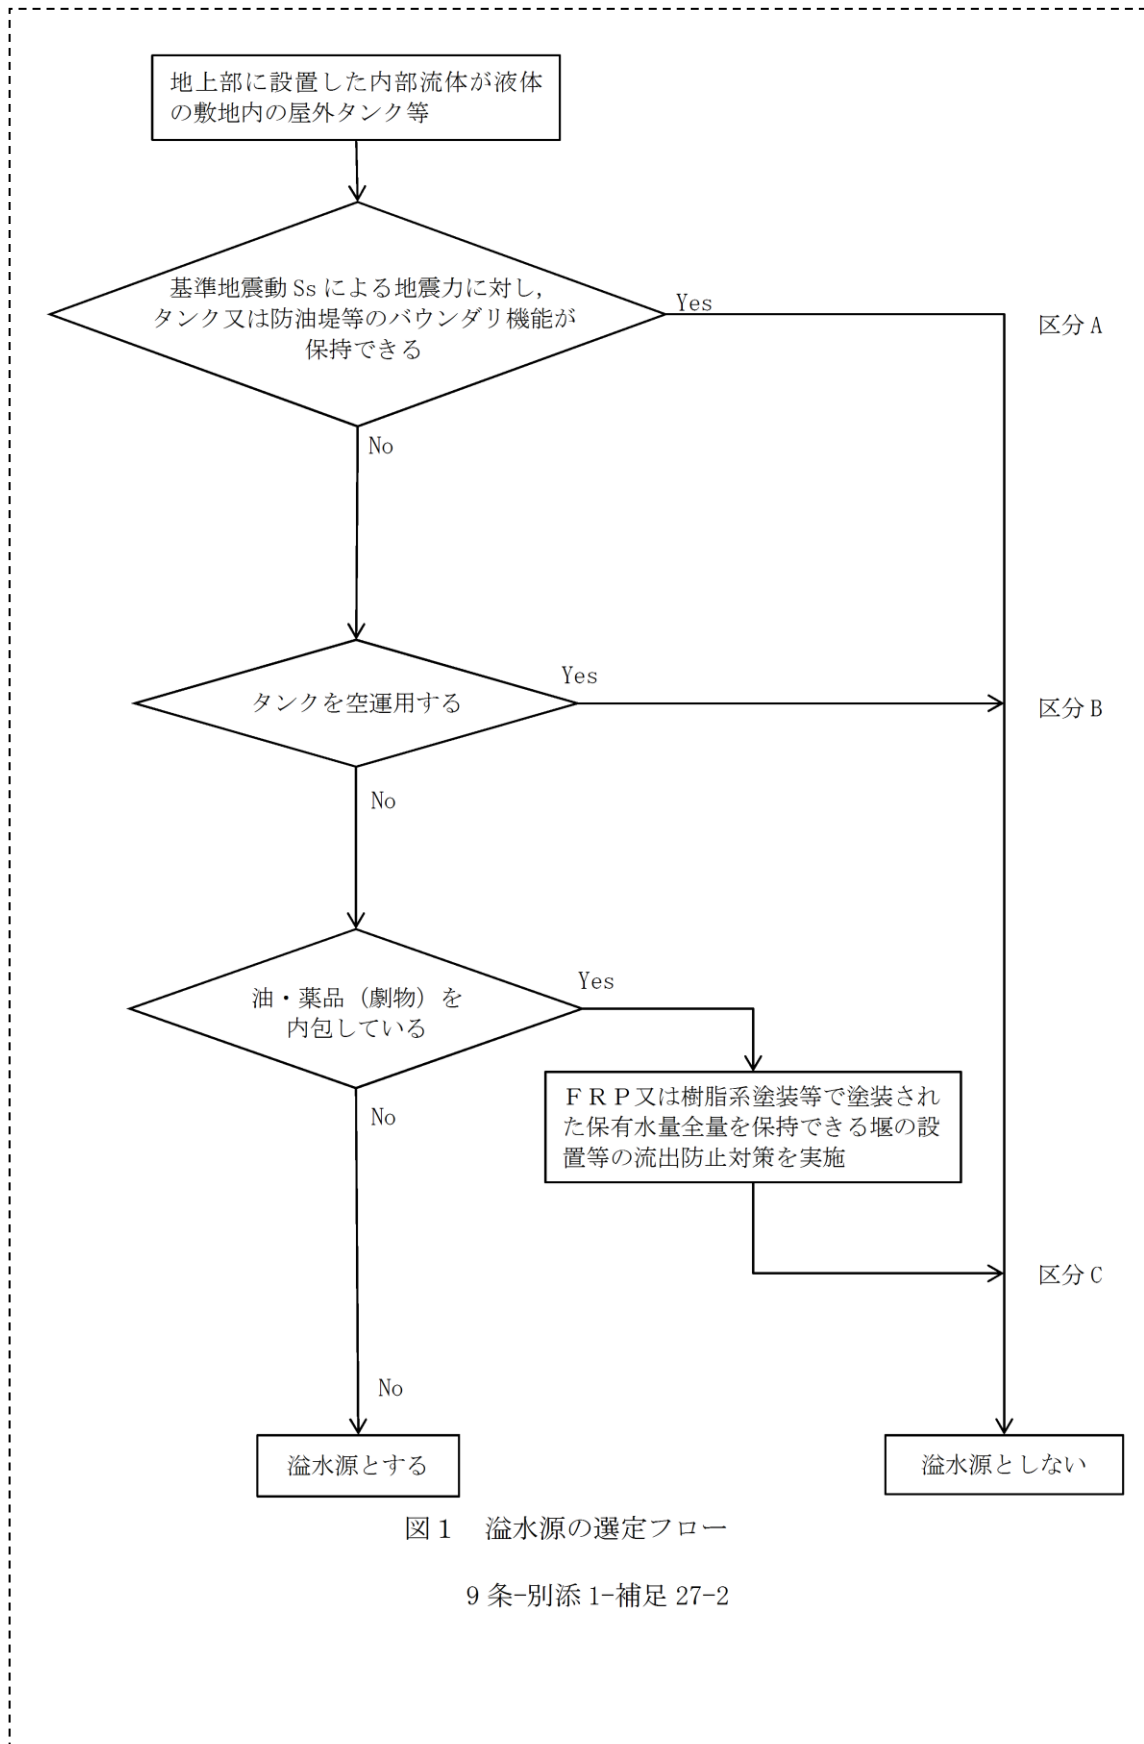 地上部に設置した内部流体が液体
の敷地内の屋外タンク等
基準地震動 Ss による地震力に対し,
タンク又は防油堤等のバウンダリ機能が
保持できる
Yes
区分 A
No
タンクを空運用する
Yes
区分 B
No
油・薬品（劇物）を
内包している
Yes
No
ＦＲＰ又は樹脂系塗装等で塗装され
た保有水量全量を保持できる堰の設
置等の流出防止対策を実施
区分 C
No
溢水源とする
溢水源としない
図１　溢水源の選定フロー
9 条-別添 1-補足 27-2